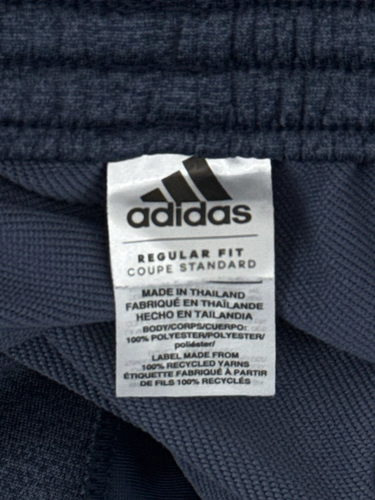 adidas
REGULAR FIT
COUPE STANDARD
MADE IN THAILAND
FABRIQUÉ EN THAÏLANDE
HECHO EN TAILANDIA
BODY/CORPS/CUERPO:
100% POLYESTER/POLYESTER/
poliéster/
LABEL MADE FROM
100% RECYCLED YARNS
ÉTIQUETTE FABRIQUÉ À PARTIR
DE FILS 100% RECYCLÉS